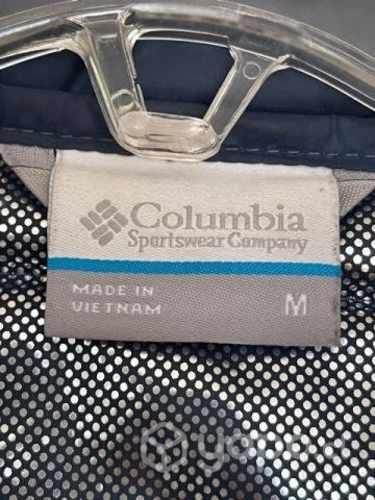 Columbia
Sportswear Company
MADE IN
VIETNAM
M